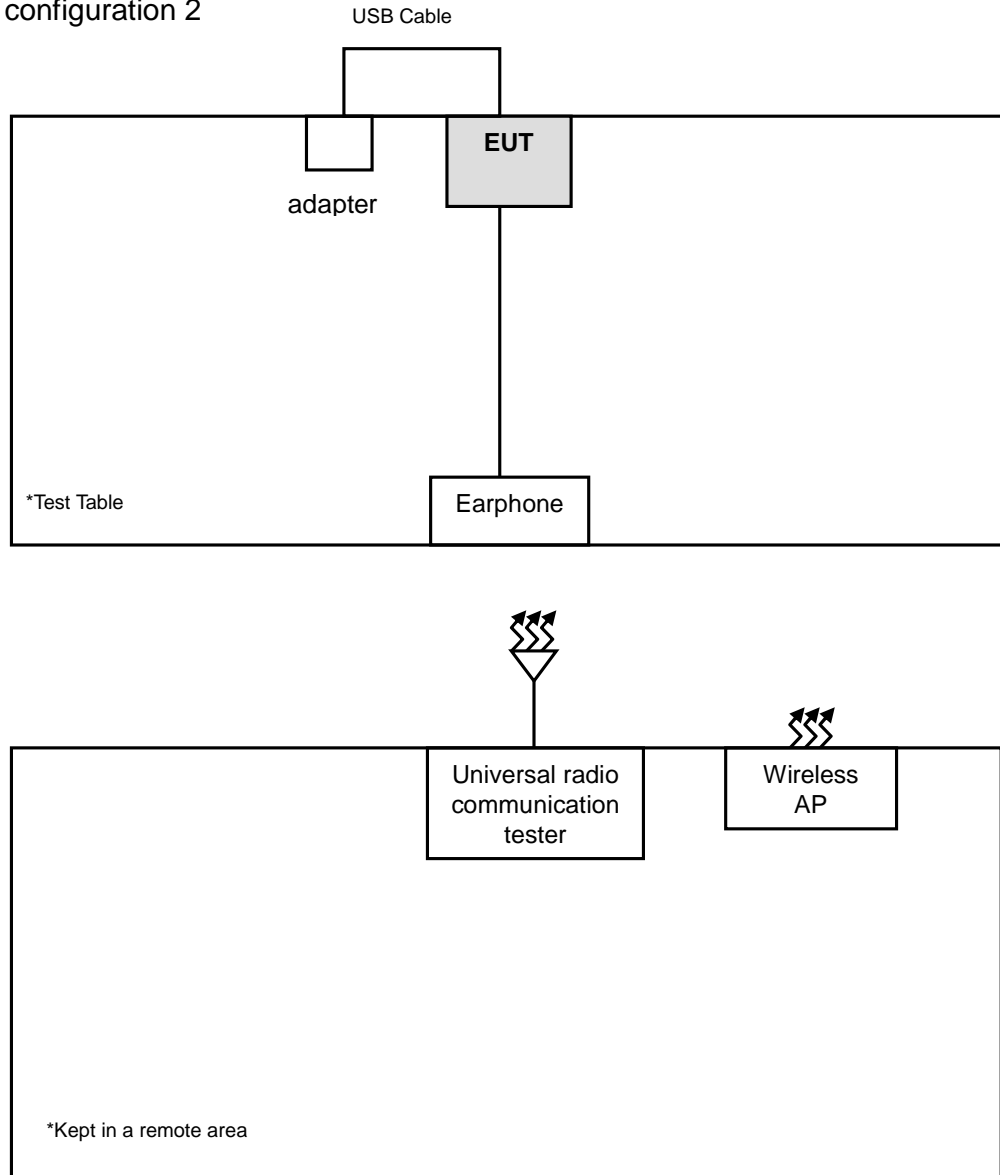 configuration 2
USB Cable
EUT
adapter
*Test Table
Earphone
Universal radio
communication
tester
Wireless
AP
*Kept in a remote area